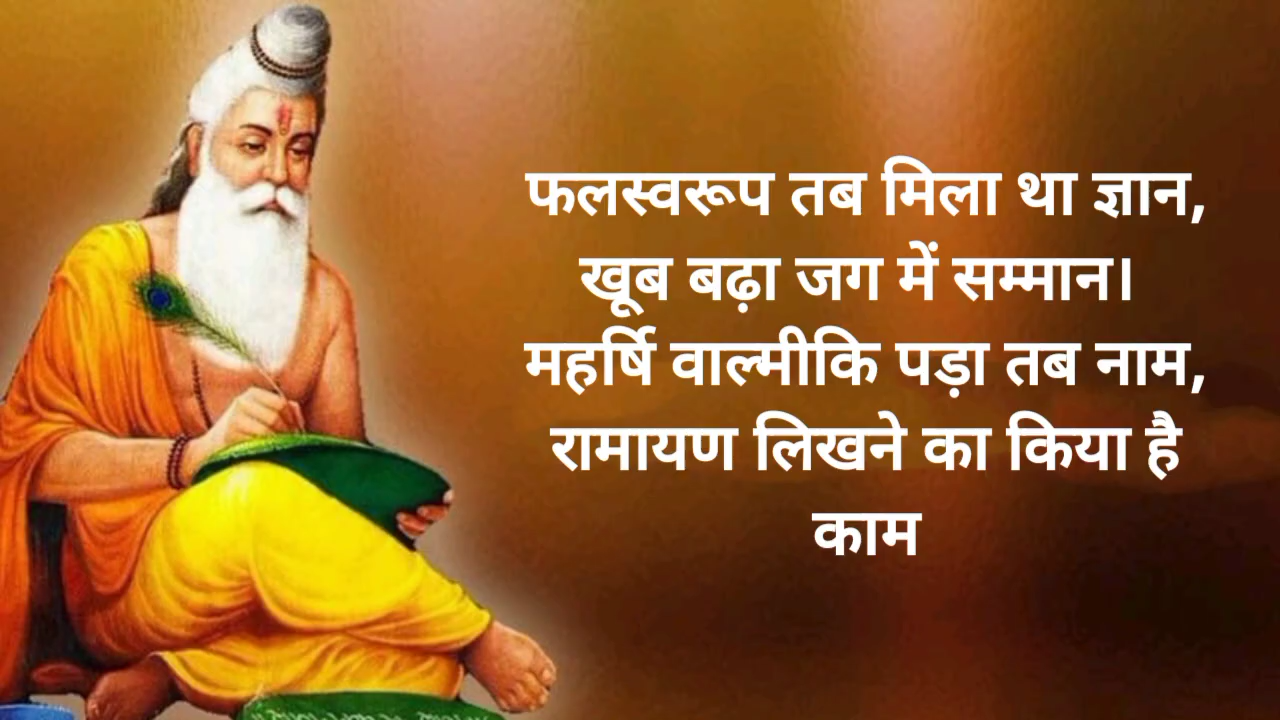 फलस्वरूप तब मिला था ज्ञान,
खूब बढ़ा जग में सम्मान।
महर्षि वाल्मीकि पड़ा तब नाम,
रामायण लिखने का किया है
काम